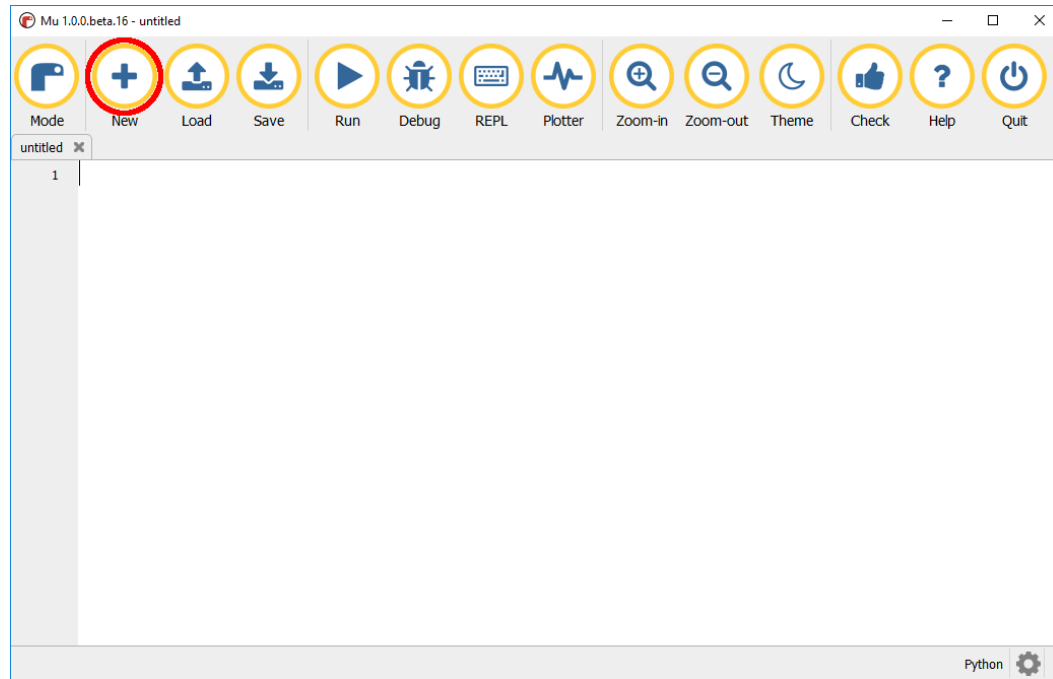 Mu 1.0.0.beta.16 - untitled
Mode New Load Save Run Debug REPL Plotter Zoom-in Zoom-out Theme Check Help Quit
untitled
1
Python